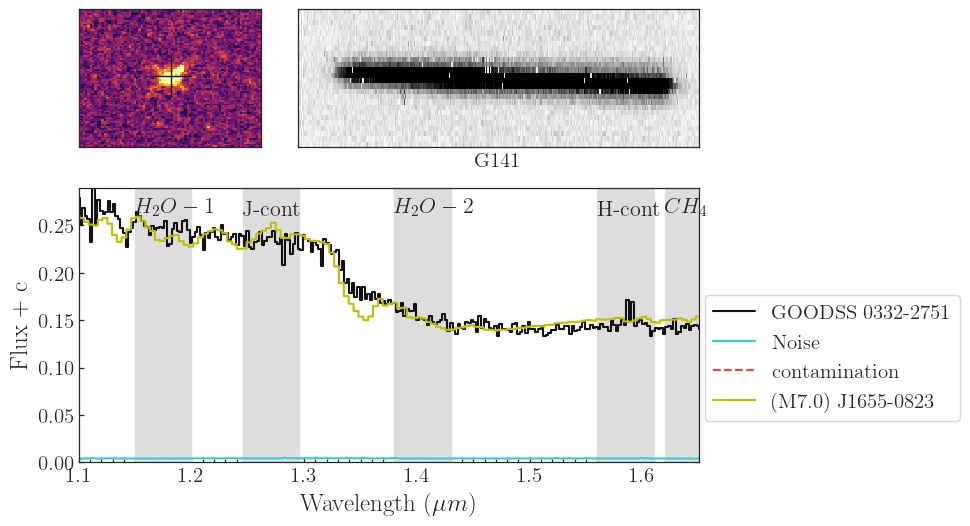 G141
H₂O − 1 J-cont H₂O − 2 H-cont CH₄
0.25
0.20
0.15
0.10
0.05
0.00
Flux + c
1.1 1.2 1.3 1.4 1.5 1.6
Wavelength (μm)
GOODSS 0332-2751
Noise
contamination
(M7.0) J1655-0823